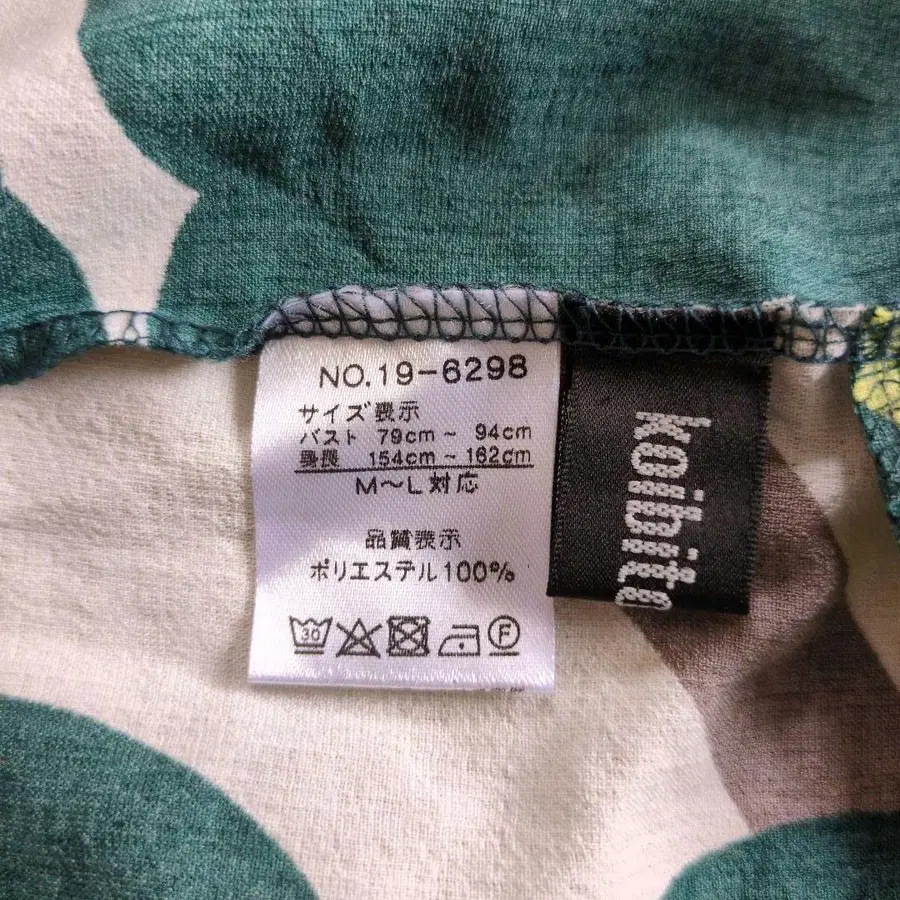 NO.19-6298
サイズ表示
バスト 79cm ~ 94cm
身長 154cm ~ 162cm
M～L対応
品質表示
ポリエステル100%
30
F
koibito